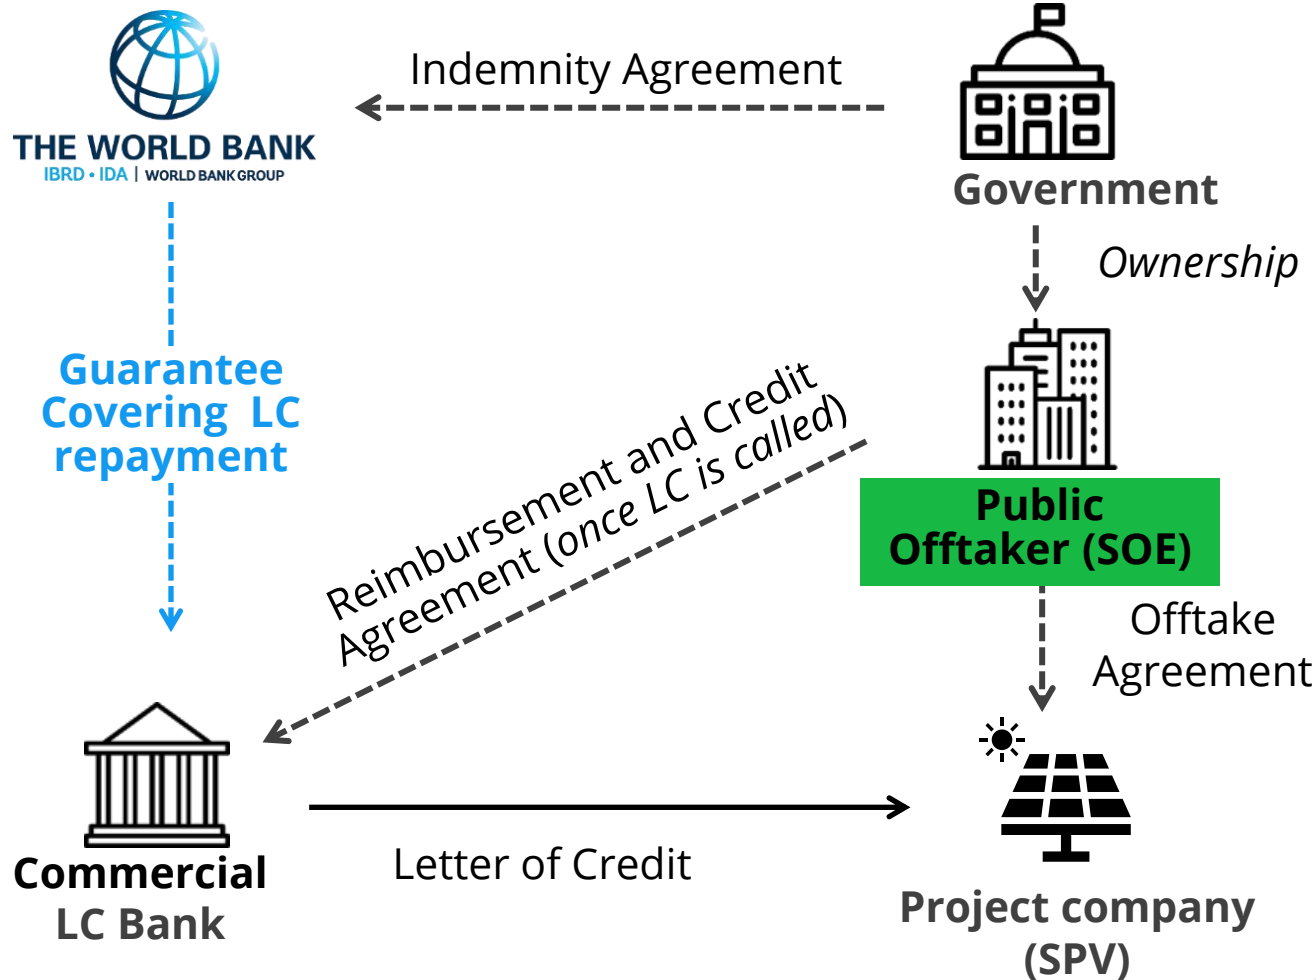 Indemnity Agreement
THE WORLD BANK
IBRD • IDA | WORLD BANK GROUP
Government
Ownership
Guarantee
Covering LC
repayment
Reimbursement and Credit
Agreement (once LC is called)
Public
Offtaker (SOE)
Offtake
Agreement
Letter of Credit
Commercial
LC Bank
Project company
(SPV)